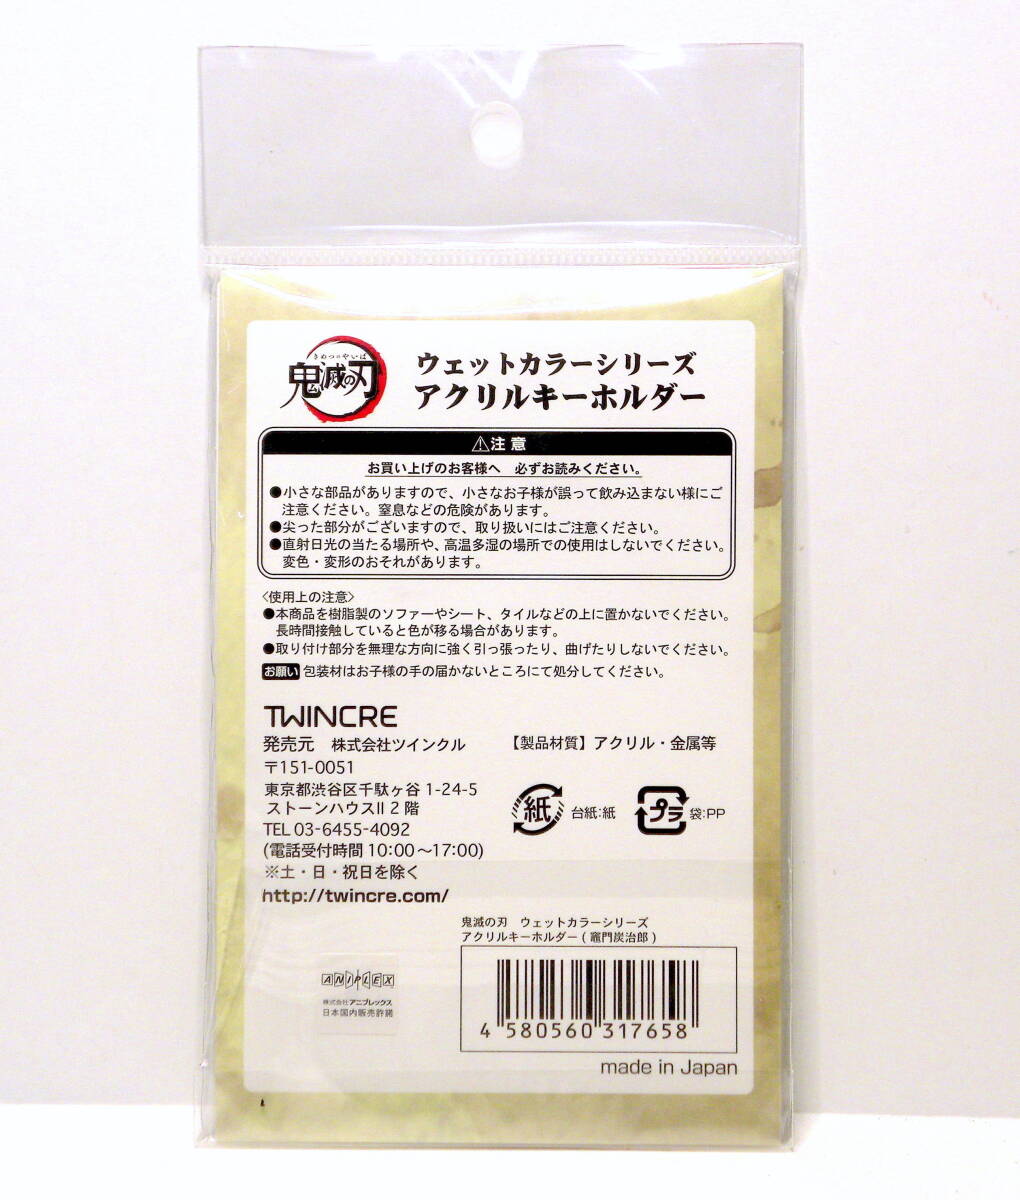 きめつのやいば
鬼滅の刃
ウェットカラーシリーズ
アクリルキーホルダー
⚠注意
お買い上げのお客様へ 必ずお読みください。
●小さな部品がありますので、小さなお子様が誤って飲み込まない様にご
注意ください。窒息などの危険があります。
●尖った部分がございますので、取り扱いにはご注意ください。
●直射日光の当たる場所や、高温多湿の場所での使用はしないでください。
変色・変形のおそれがあります。
〈使用上の注意〉
●本商品を樹脂製のソファーやシート、タイルなどの上に置かないでください。
長時間接触していると色が移る場合があります。
●取り付け部分を無理な方向に強く引っ張ったり、曲げたりしないでください。
お願い 包装材はお子様の手の届かないところにて処分してください。
TWINCRE
発売元 株式会社ツインクル
〒151-0051
東京都渋谷区千駄ヶ谷 1-24-5
ストーンハウスII 2 階
TEL 03-6455-4092
(電話受付時間 10:00～17:00)
※土・日・祝日を除く
http://twincre.com/
【製品材質】アクリル・金属等
紙 台紙:紙
プラ 袋:PP
鬼滅の刃 ウェットカラーシリーズ
アクリルキーホルダー ( 竈門炭治郎 )
4 580560 317658
made in Japan
ANIPLEX
株式会社アニプレックス
日本国内販売許諾